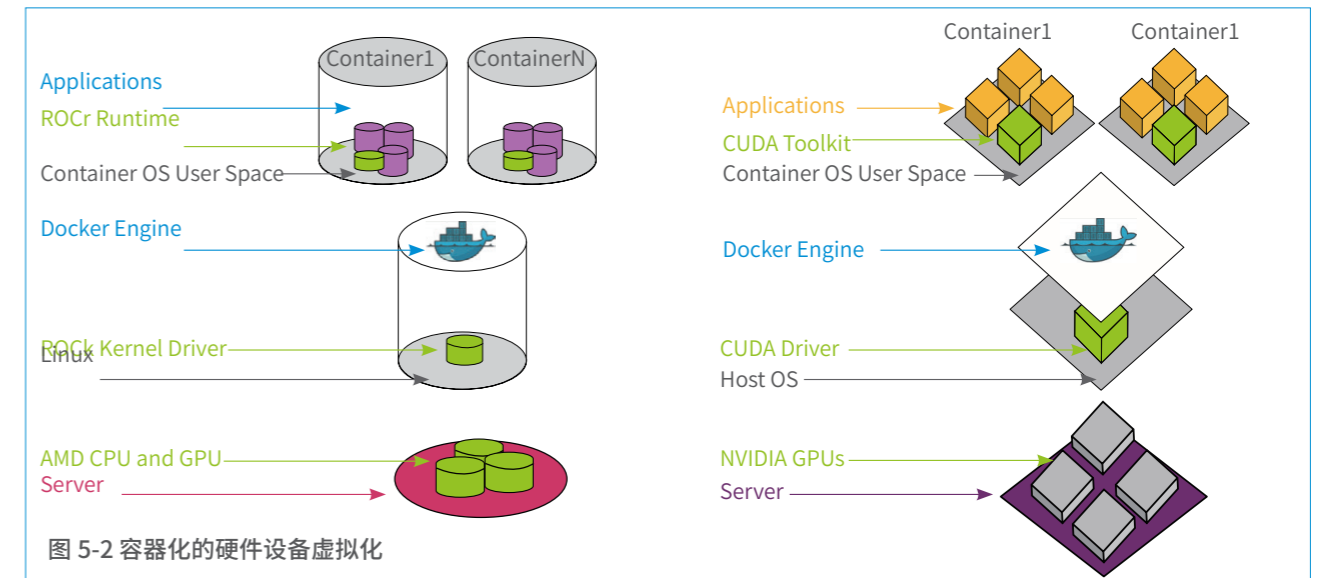 Container1
ContainerN
Applications
ROCr Runtime
Container OS User Space
Docker Engine
ROCk Kernel Driver
Linux
AMD CPU and GPU
Server
Container1
Container1
Applications
CUDA Toolkit
Container OS User Space
Docker Engine
CUDA Driver
Host OS
NVIDIA GPUs
Server
图 5-2 容器化的硬件设备虚拟化